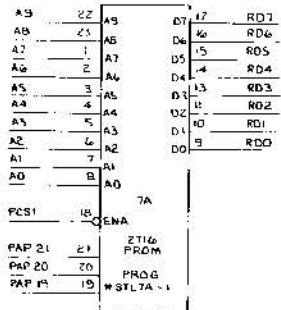 A9 22 A9 D7 17 RD7
A8 23 A8 D6 16 RD6
A7 1 A7 D5 15 RD5
A6 2 A6 D4 14 RD4
A5 3 A5 D3 13 RD3
A4 4 A4 D2 11 RD2
A3 5 A3 D1 10 RD1
A2 6 A2 D0 9 RD0
A1 7 A1
A0 8 A0
7A
PCS1 18 ENA
2716
PAP 21 21 PROM
PAP 20 20 PROG
PAP 19 19 #STL7A-1